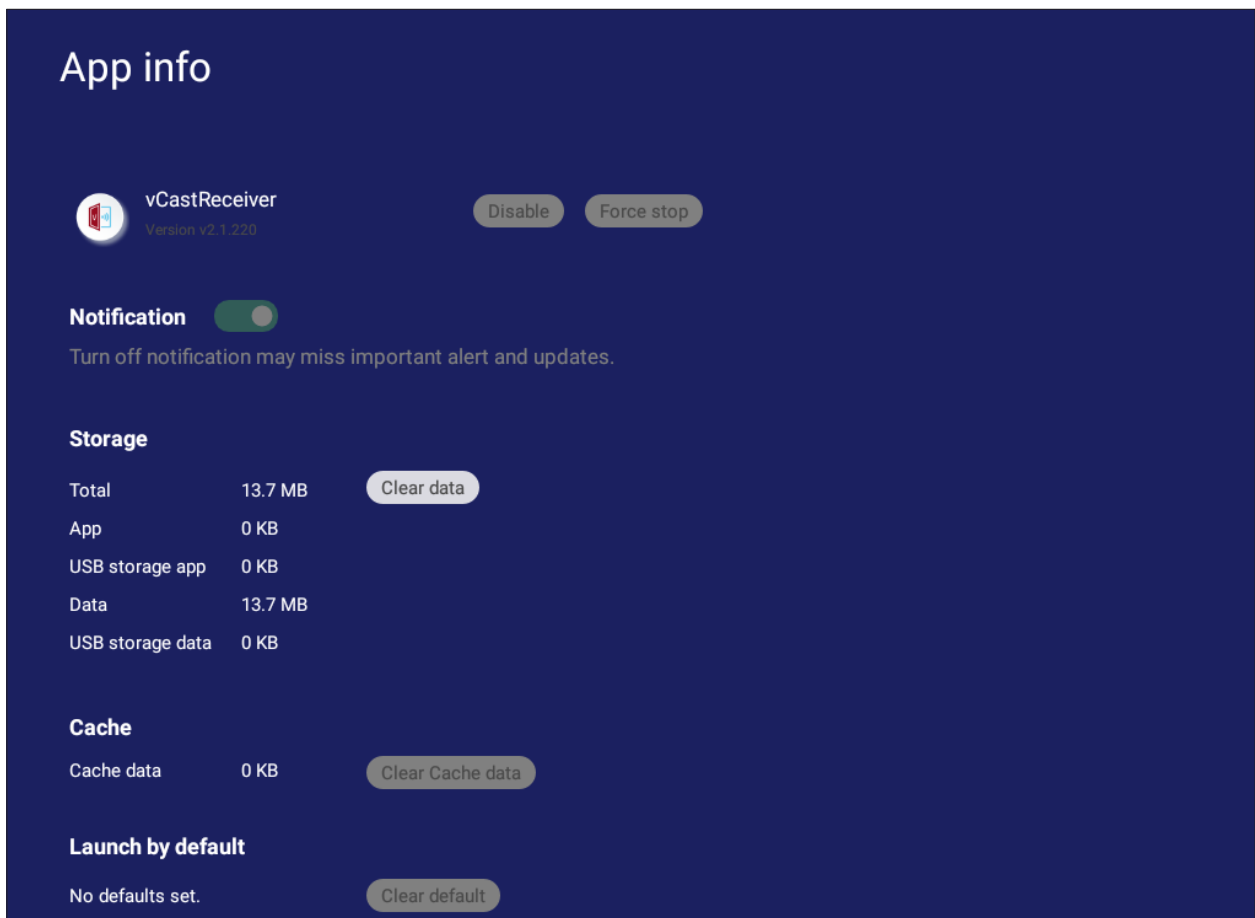 App info
vCastReceiver
Disable
Force stop
Version v2.1.220
Notification
Turn off notification may miss important alert and updates.
Storage
Total 13.7 MB Clear data
App 0 KB
USB storage app 0 KB
Data 13.7 MB
USB storage data 0 KB
Cache
Cache data 0 KB Clear Cache data
Launch by default
No defaults set. Clear default